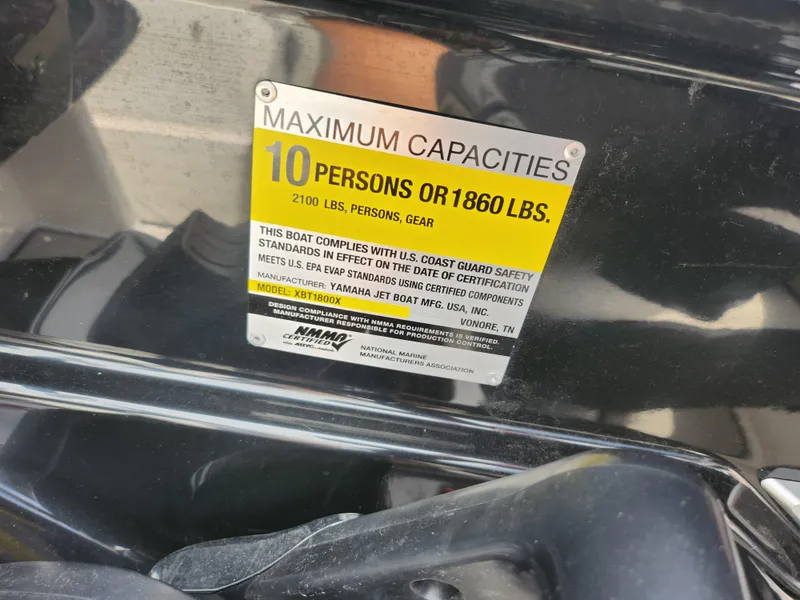 MAXIMUM CAPACITIES
10 PERSONS OR 1860 LBS.
2100 LBS, PERSONS, GEAR
THIS BOAT COMPLIES WITH U.S. COAST GUARD SAFETY
STANDARDS IN EFFECT ON THE DATE OF CERTIFICATION
MEETS U.S. EPA EVAP STANDARDS USING CERTIFIED COMPONENTS
MANUFACTURER: YAMAHA JET BOAT MFG. USA, INC.
MODEL: XBT1800X VONORE, TN
DESIGN COMPLIANCE WITH NMMA REQUIREMENTS IS VERIFIED.
MANUFACTURER RESPONSIBLE FOR PRODUCTION CONTROL.
NMMA
CERTIFIED
NATIONAL MARINE
MANUFACTURERS ASSOCIATION